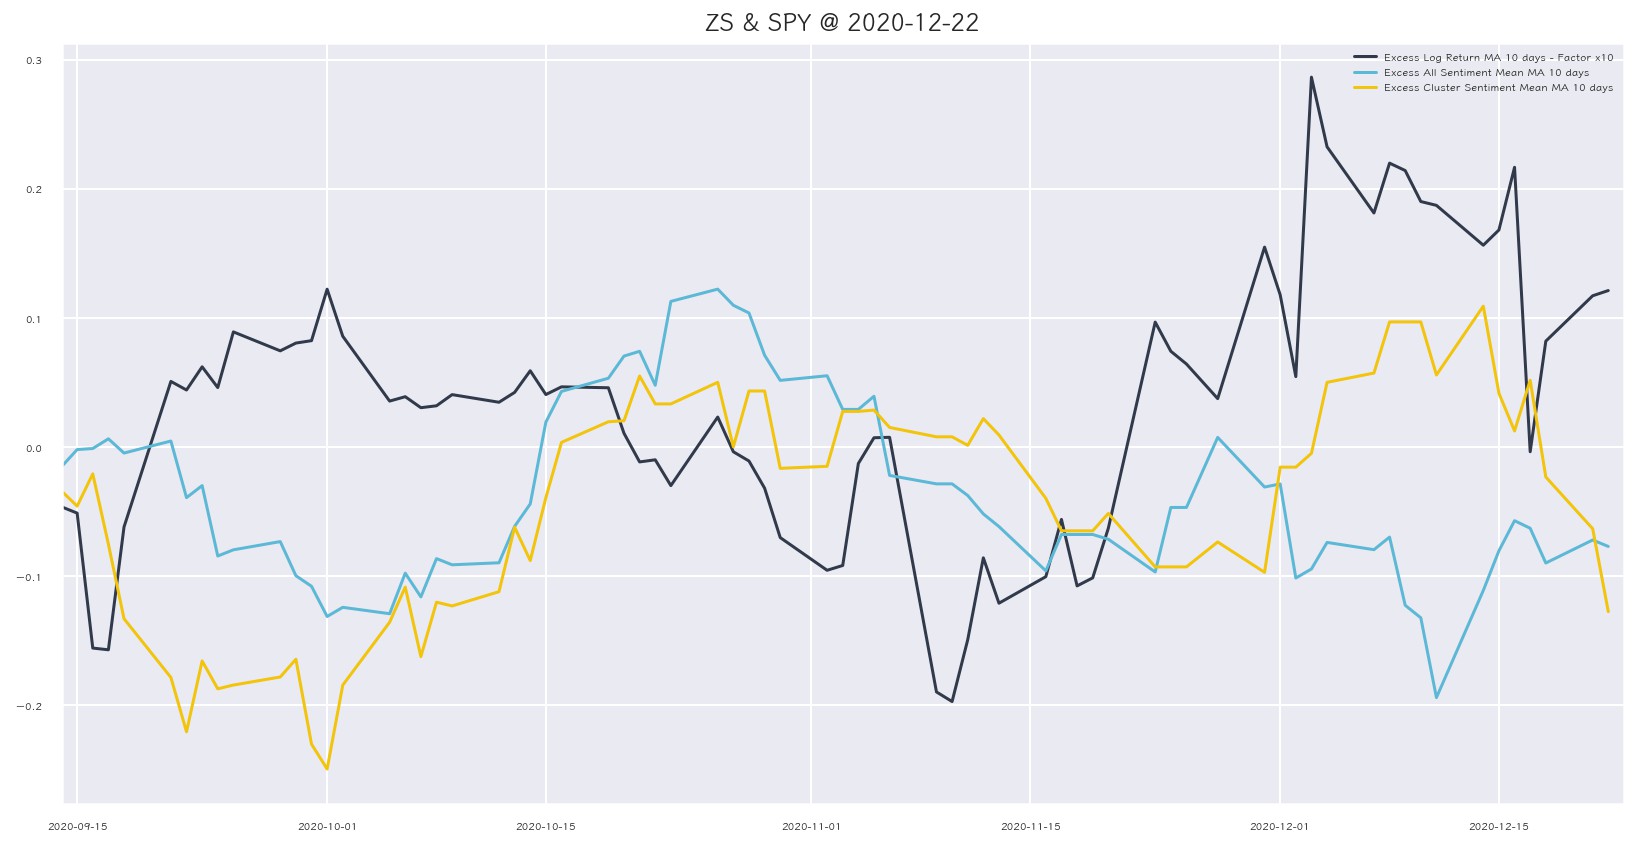 ZS & SPY @ 2020-12-22
Excess Log Return MA 10 days - Factor x10
Excess All Sentiment Mean MA 10 days
Excess Cluster Sentiment Mean MA 10 days
0.3
0.2
0.1
0.0
−0.1
−0.2
2020-09-15 2020-10-01 2020-10-15 2020-11-01 2020-11-15 2020-12-01 2020-12-15